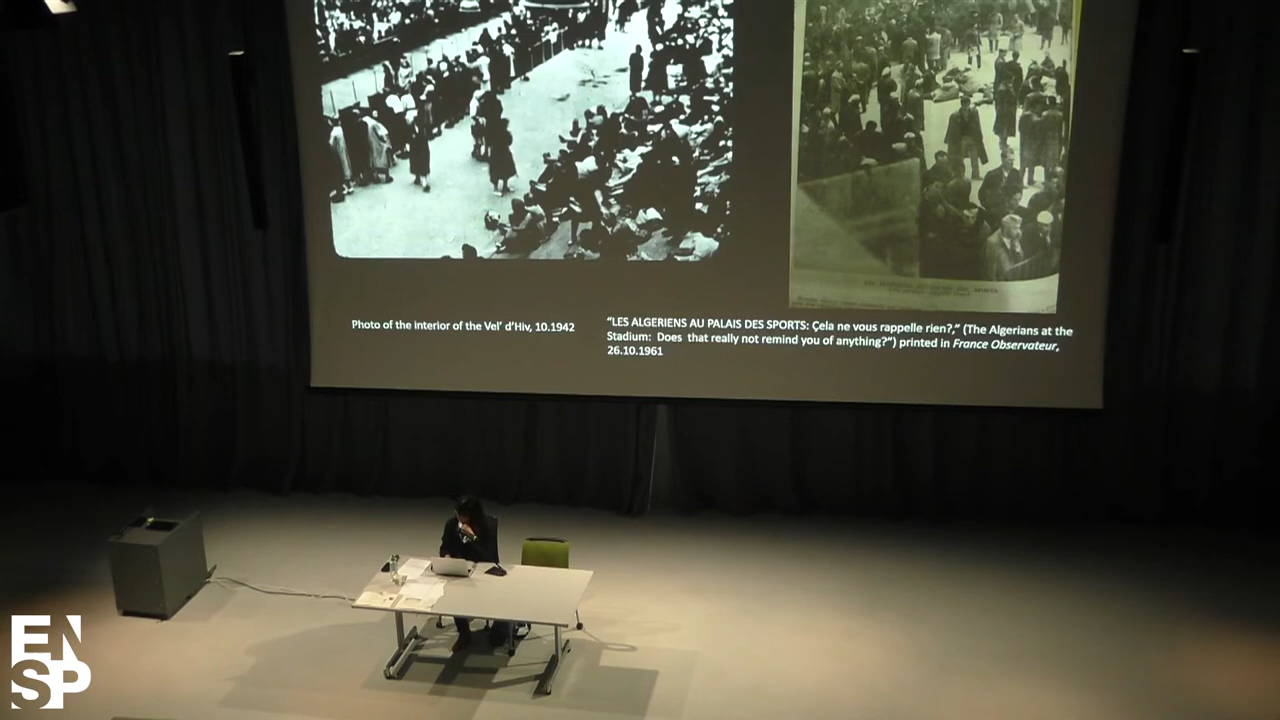 Photo of the interior of the Vel' d'Hiv, 10.1942
"LES ALGERIENS AU PALAIS DES SPORTS: Çela ne vous rappelle rien?," (The Algerians at the
Stadium: Does that really not remind you of anything?") printed in France Observateur,
26.10.1961
EN
SP